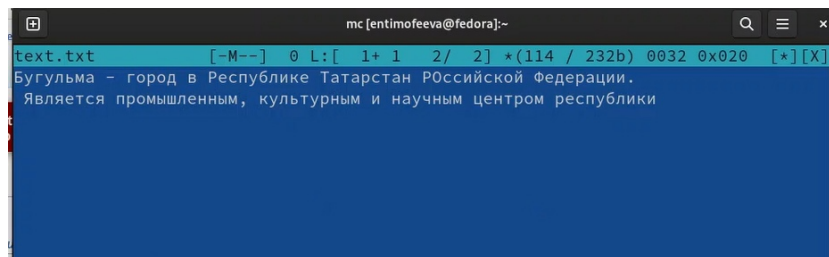 mc [entimofeeva@fedora]:~
text.txt [-M--] 0 L:[ 1+ 1 2/ 2] *(114 / 232b) 0032 0x020 [*][X]
Бугульма – город в Республике Татарстан РОссийской Федерации.
Является промышленным, культурным и научным центром республики